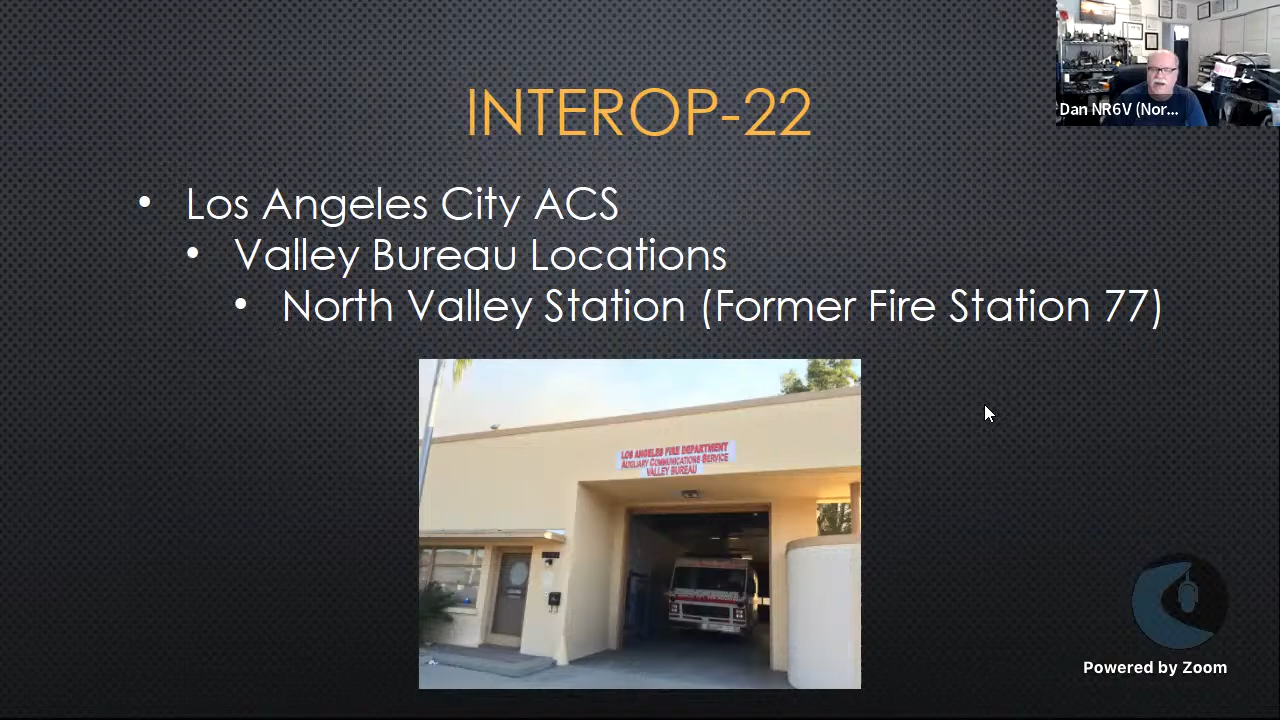 INTEROP-22
Dan NR6V (Nor...
• Los Angeles City ACS
• Valley Bureau Locations
• North Valley Station (Former Fire Station 77)
LOS ANGELES FIRE DEPARTMENT
AUXILIARY COMMUNICATIONS SERVICE
VALLEY BUREAU
Powered by Zoom